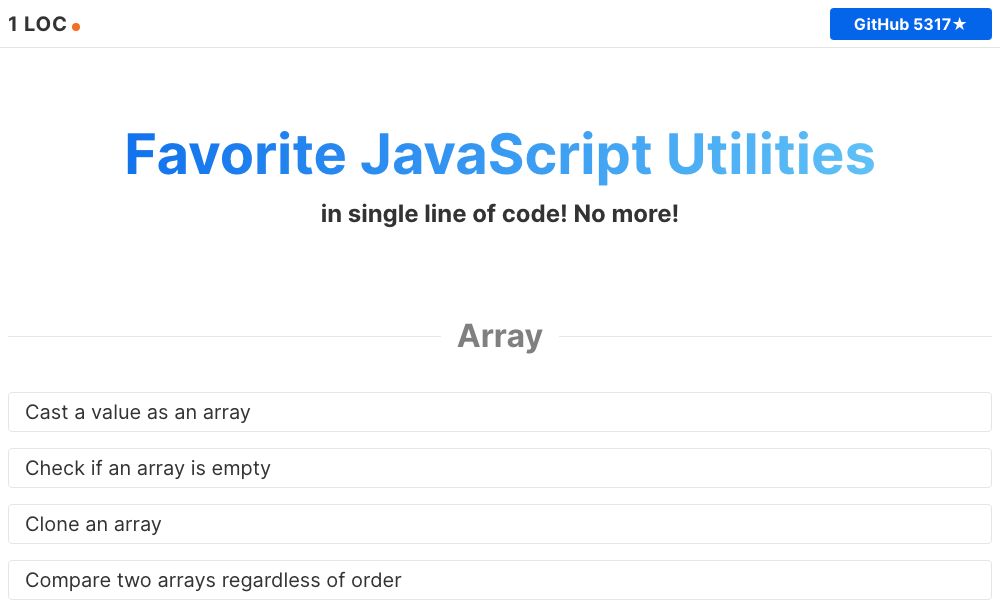 1 LOC
GitHub 5317★
Favorite JavaScript Utilities
in single line of code! No more!
Array
Cast a value as an array
Check if an array is empty
Clone an array
Compare two arrays regardless of order